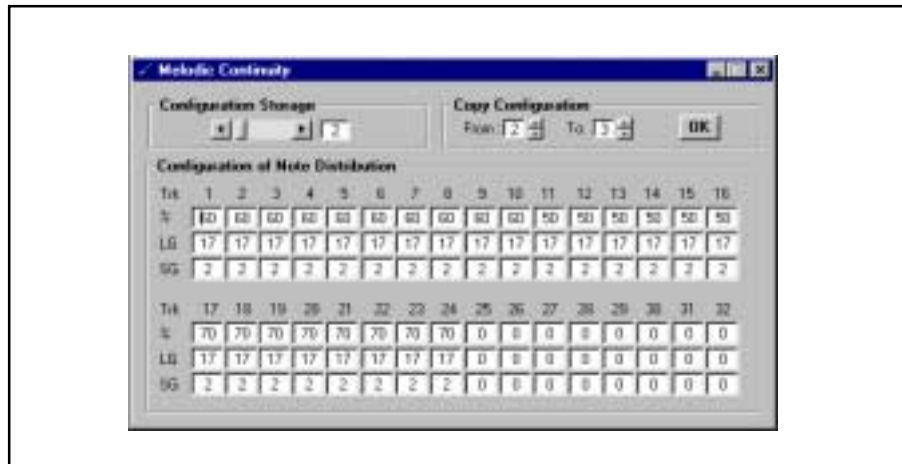 Melodic Continuity
Configuration Storage
2
Copy Configuration
From: 2 To: 3 OK
Configuration of Note Distribution
Trk 1 2 3 4 5 6 7 8 9 10 11 12 13 14 15 16
% 60 60 60 60 60 60 60 60 60 60 50 50 50 50 50 50
LG 17 17 17 17 17 17 17 17 17 17 17 17 17 17 17 17
SG 2 2 2 2 2 2 2 2 2 2 2 2 2 2 2 2
Trk 17 18 19 20 21 22 23 24 25 26 27 28 29 30 31 32
% 70 70 70 70 70 70 70 70 0 0 0 0 0 0 0 0
LG 17 17 17 17 17 17 17 17 0 0 0 0 0 0 0 0
SG 2 2 2 2 2 2 2 2 0 0 0 0 0 0 0 0